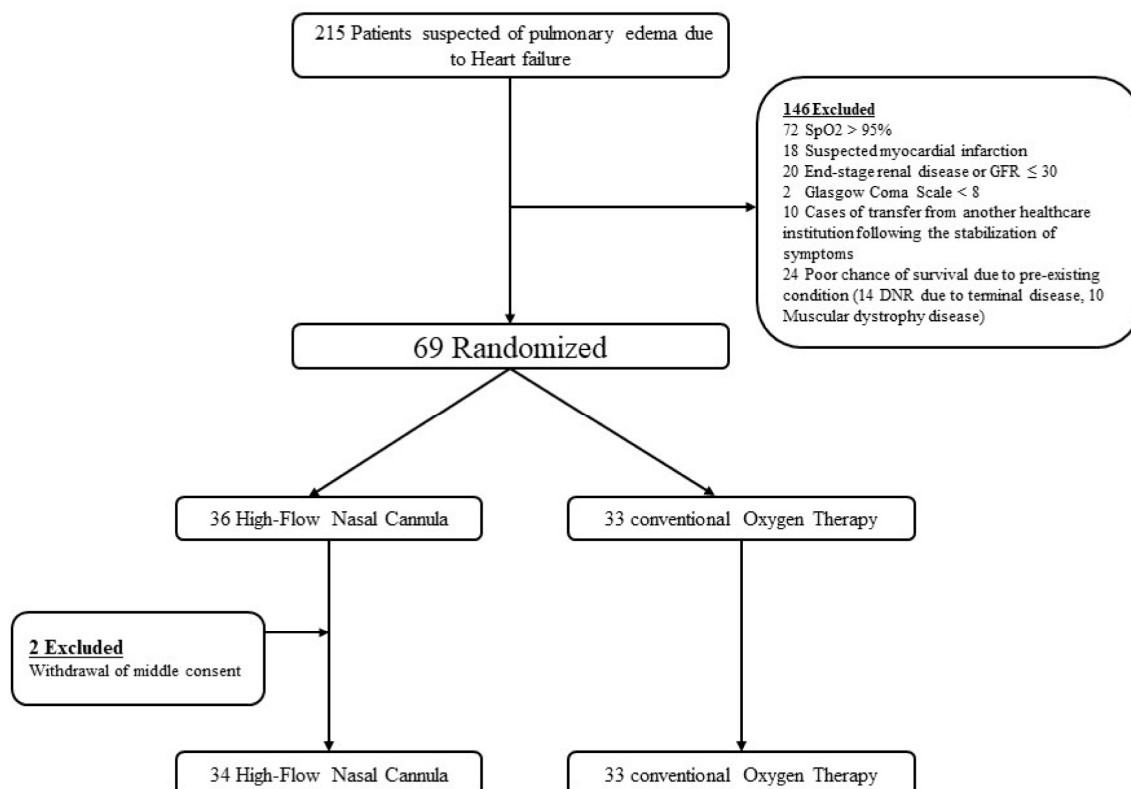 215 Patients suspected of pulmonary edema due
to Heart failure
146 Excluded
72 SpO2 > 95%
18 Suspected myocardial infarction
20 End-stage renal disease or GFR ≤ 30
2 Glasgow Coma Scale < 8
10 Cases of transfer from another healthcare
institution following the stabilization of
symptoms
24 Poor chance of survival due to pre-existing
condition (14 DNR due to terminal disease, 10
Muscular dystrophy disease)
69 Randomized
36 High-Flow Nasal Cannula
33 conventional Oxygen Therapy
2 Excluded
Withdrawal of middle consent
34 High-Flow Nasal Cannula
33 conventional Oxygen Therapy